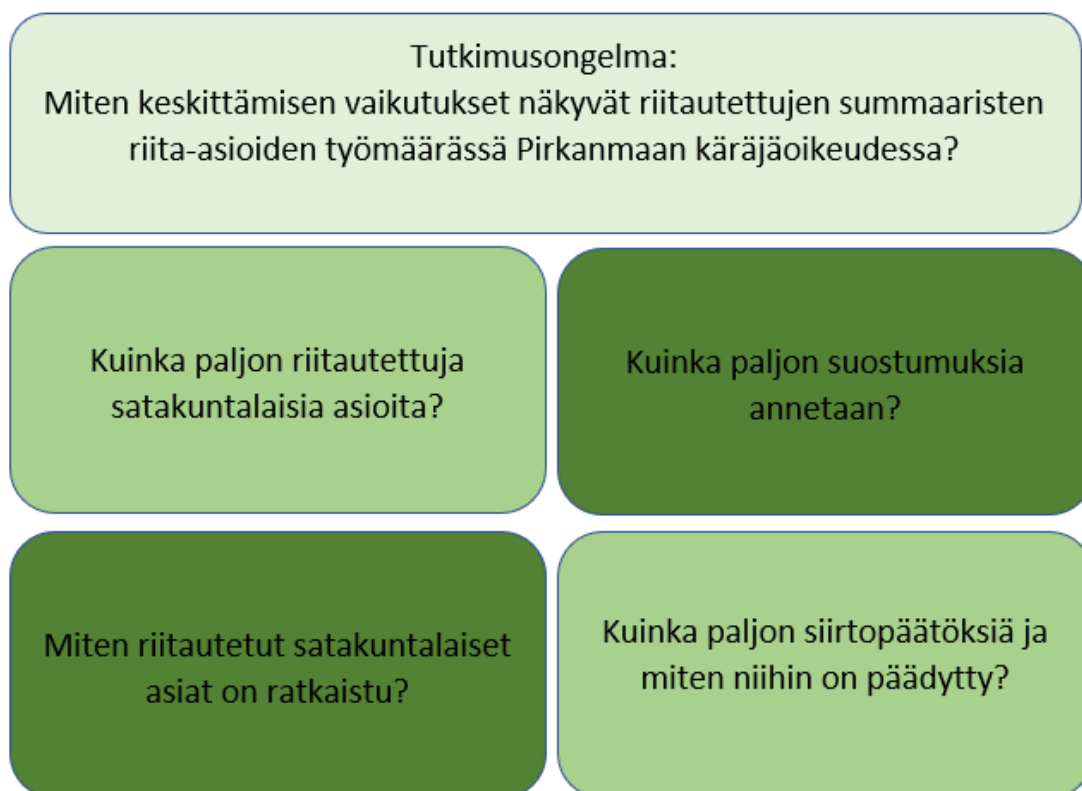 Tutkimusongelma:
Miten keskittämisen vaikutukset näkyvät riitautettujen summaaristen
riita-asioiden työmäärässä Pirkanmaan käräjäoikeudessa?
Kuinka paljon riitautettuja
satakuntalaisia asioita?
Kuinka paljon suostumuksia
annetaan?
Miten riitautetut satakuntalaiset
asiat on ratkaistu?
Kuinka paljon siirtopäätöksiä ja
miten niihin on päädytty?